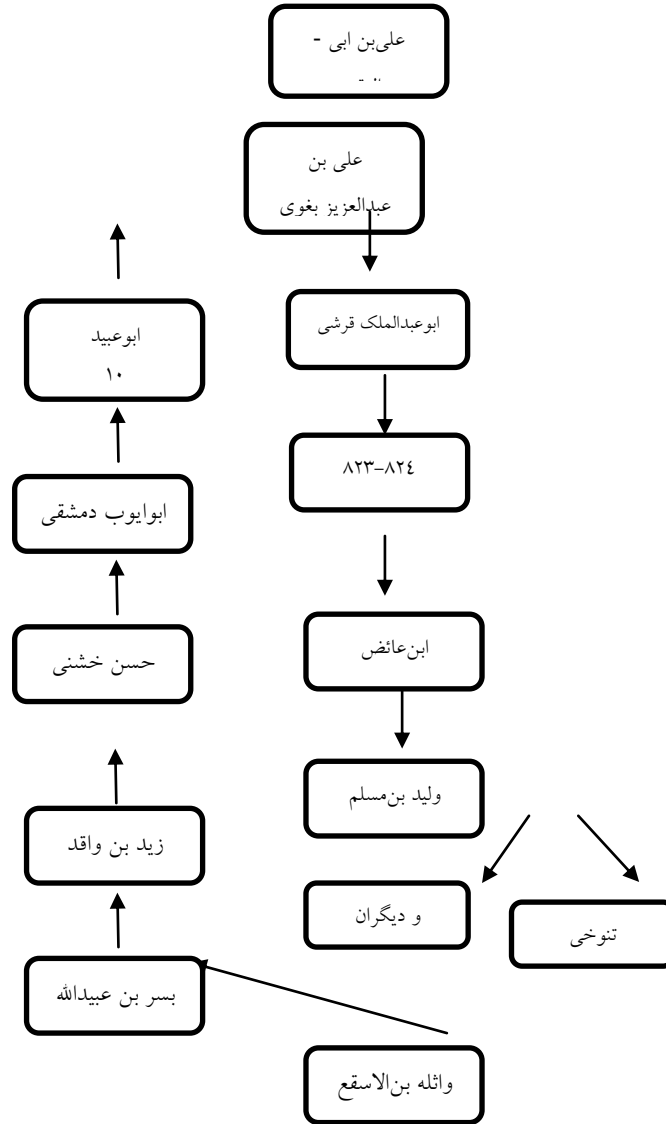 علی‌بن ابی -
علی بن
عبدالعزیز بغوی
ابوعبدالملک قرشی
ابوعبید
۱۰
۸۲۳–۸۲٤
ابوایوب دمشقی
ابن‌عائض
حسن خشنی
ولید بن‌مسلم
زید بن واقد
و دیگران
تنوخی
بسر بن عبیدالله
واثله بن‌الاسقع